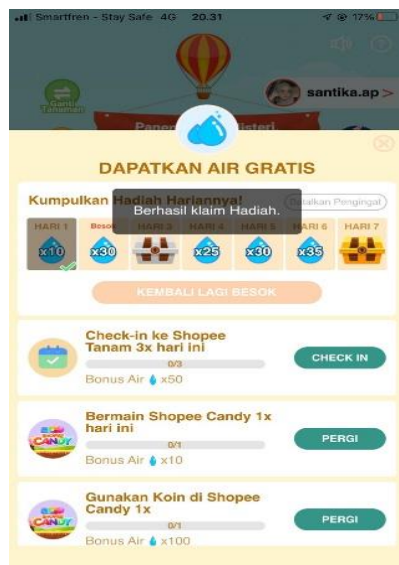 Smartfren - Stay Safe 4G 20.31 17%
Ganti
Tanaman
santika.ap >
Panen
DAPATKAN AIR GRATIS
Kumpulkan Hadiah Hariannya!
Batalkan Pengingat
Berhasil klaim Hadiah.
HARI 1 Besok HARI 3 HARI 4 HARI 5 HARI 6 HARI 7
x10 x30 x25 x30 x35
KEMBALI LAGI BESOK
Check-in ke Shopee
Tanam 3x hari ini
0/3
Bonus Air x50
CHECK IN
Bermain Shopee Candy 1x
hari ini
0/1
Bonus Air x10
PERGI
CANDY
Gunakan Koin di Shopee
Candy 1x
0/1
Bonus Air x100
PERGI
CANDY